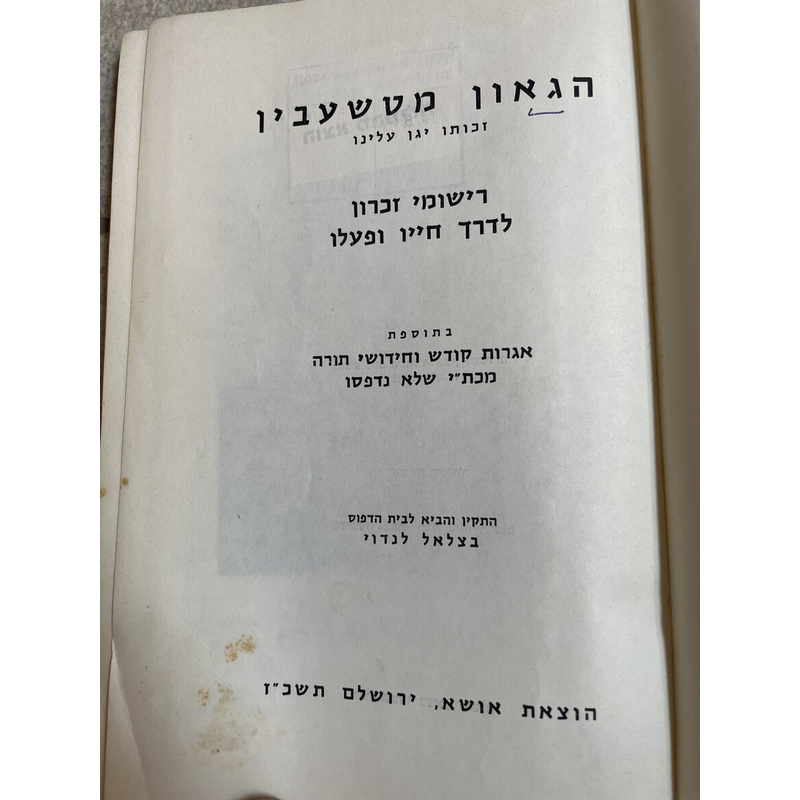 הגאון מטשעבין
זכותו יגן עלינו
רישומי זכרון
לדרך חייו ופעלו
בתוספת
אגרות קודש וחידושי תורה
מכת״י שלא נדפסו
התקין והביא לבית הדפוס
בצלאל לנדוי
הוצאת אושא, ירושלם תשכ״ז